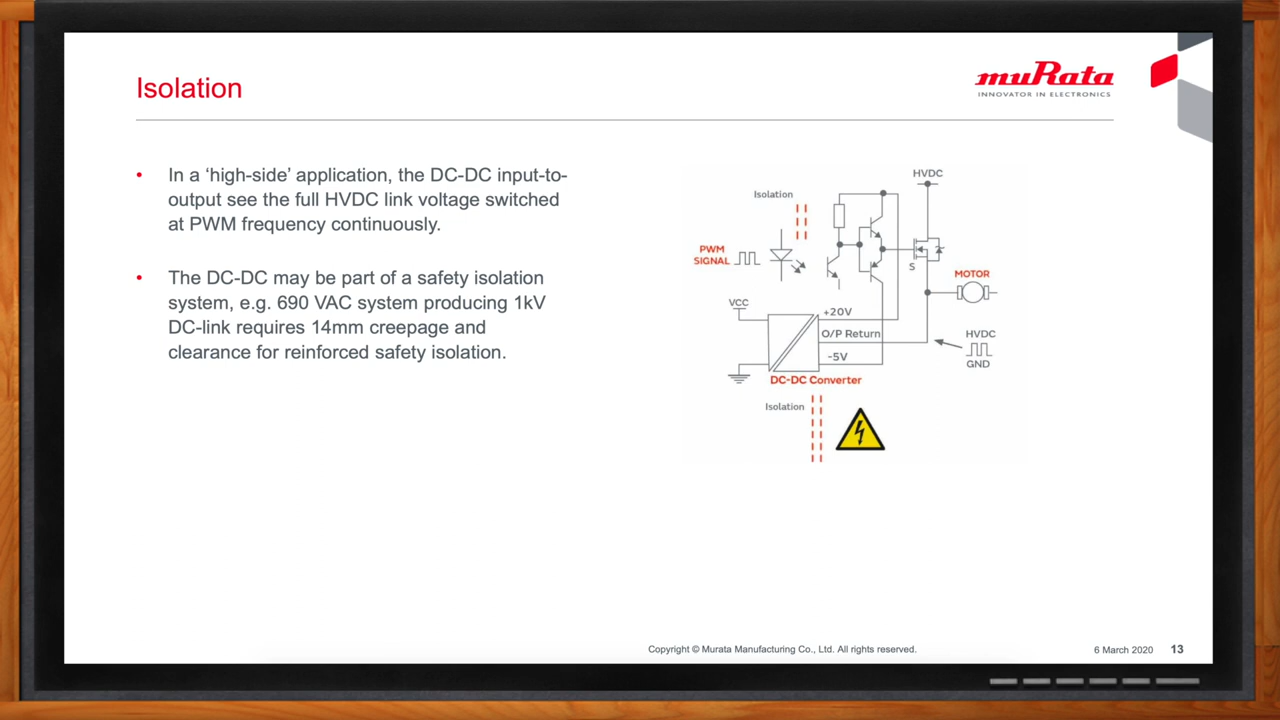 Isolation
muRata
INNOVATOR IN ELECTRONICS
• In a ‘high-side’ application, the DC-DC input-to-
output see the full HVDC link voltage switched
at PWM frequency continuously.
• The DC-DC may be part of a safety isolation
system, e.g. 690 VAC system producing 1kV
DC-link requires 14mm creepage and
clearance for reinforced safety isolation.
HVDC
Isolation
PWM
SIGNAL
S
MOTOR
VCC
+20V
O/P Return
-5V
HVDC
GND
DC-DC Converter
Isolation
Copyright © Murata Manufacturing Co., Ltd. All rights reserved.
6 March 2020
13